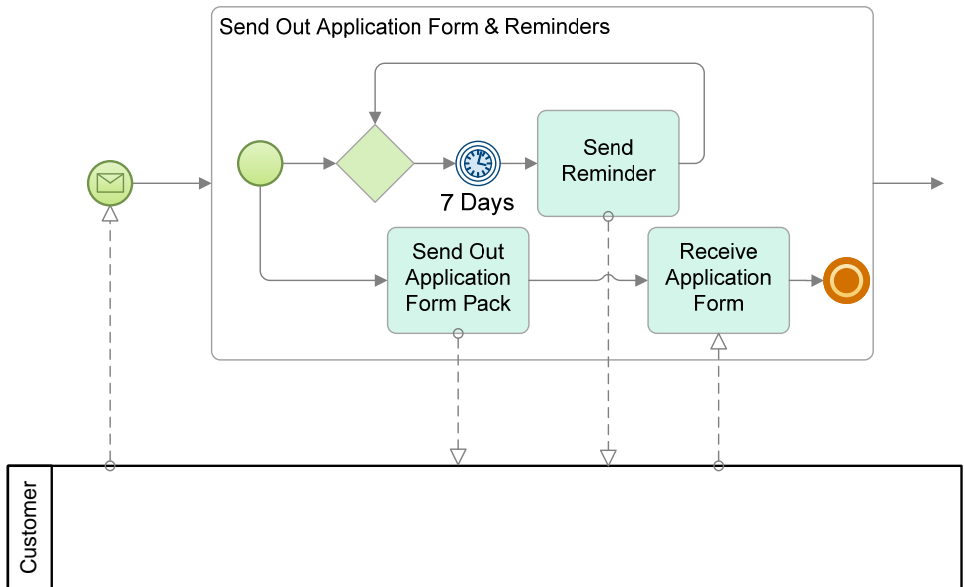 Send Out Application Form & Reminders
Send
Reminder
7 Days
Send Out
Application
Form Pack
Receive
Application
Form
Customer